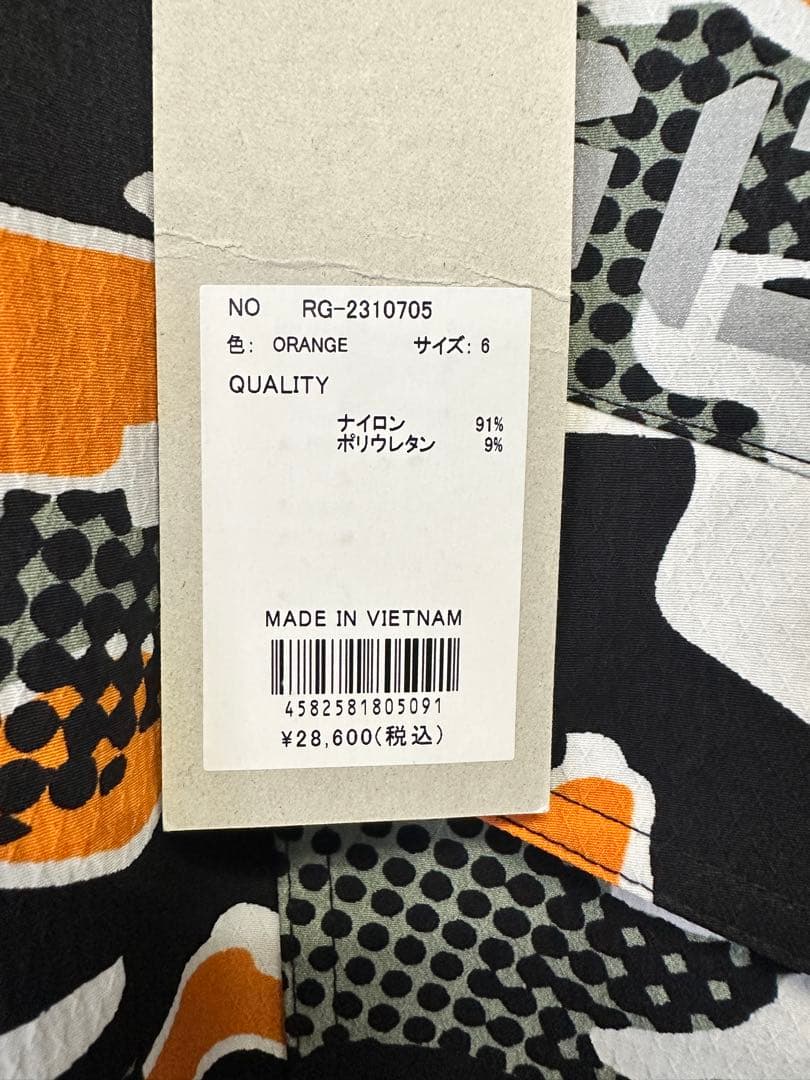 NO RG-2310705
色: ORANGE サイズ: 6
QUALITY
ナイロン 91%
ポリウレタン 9%
MADE IN VIETNAM
4582581805091
¥28,600(税込)